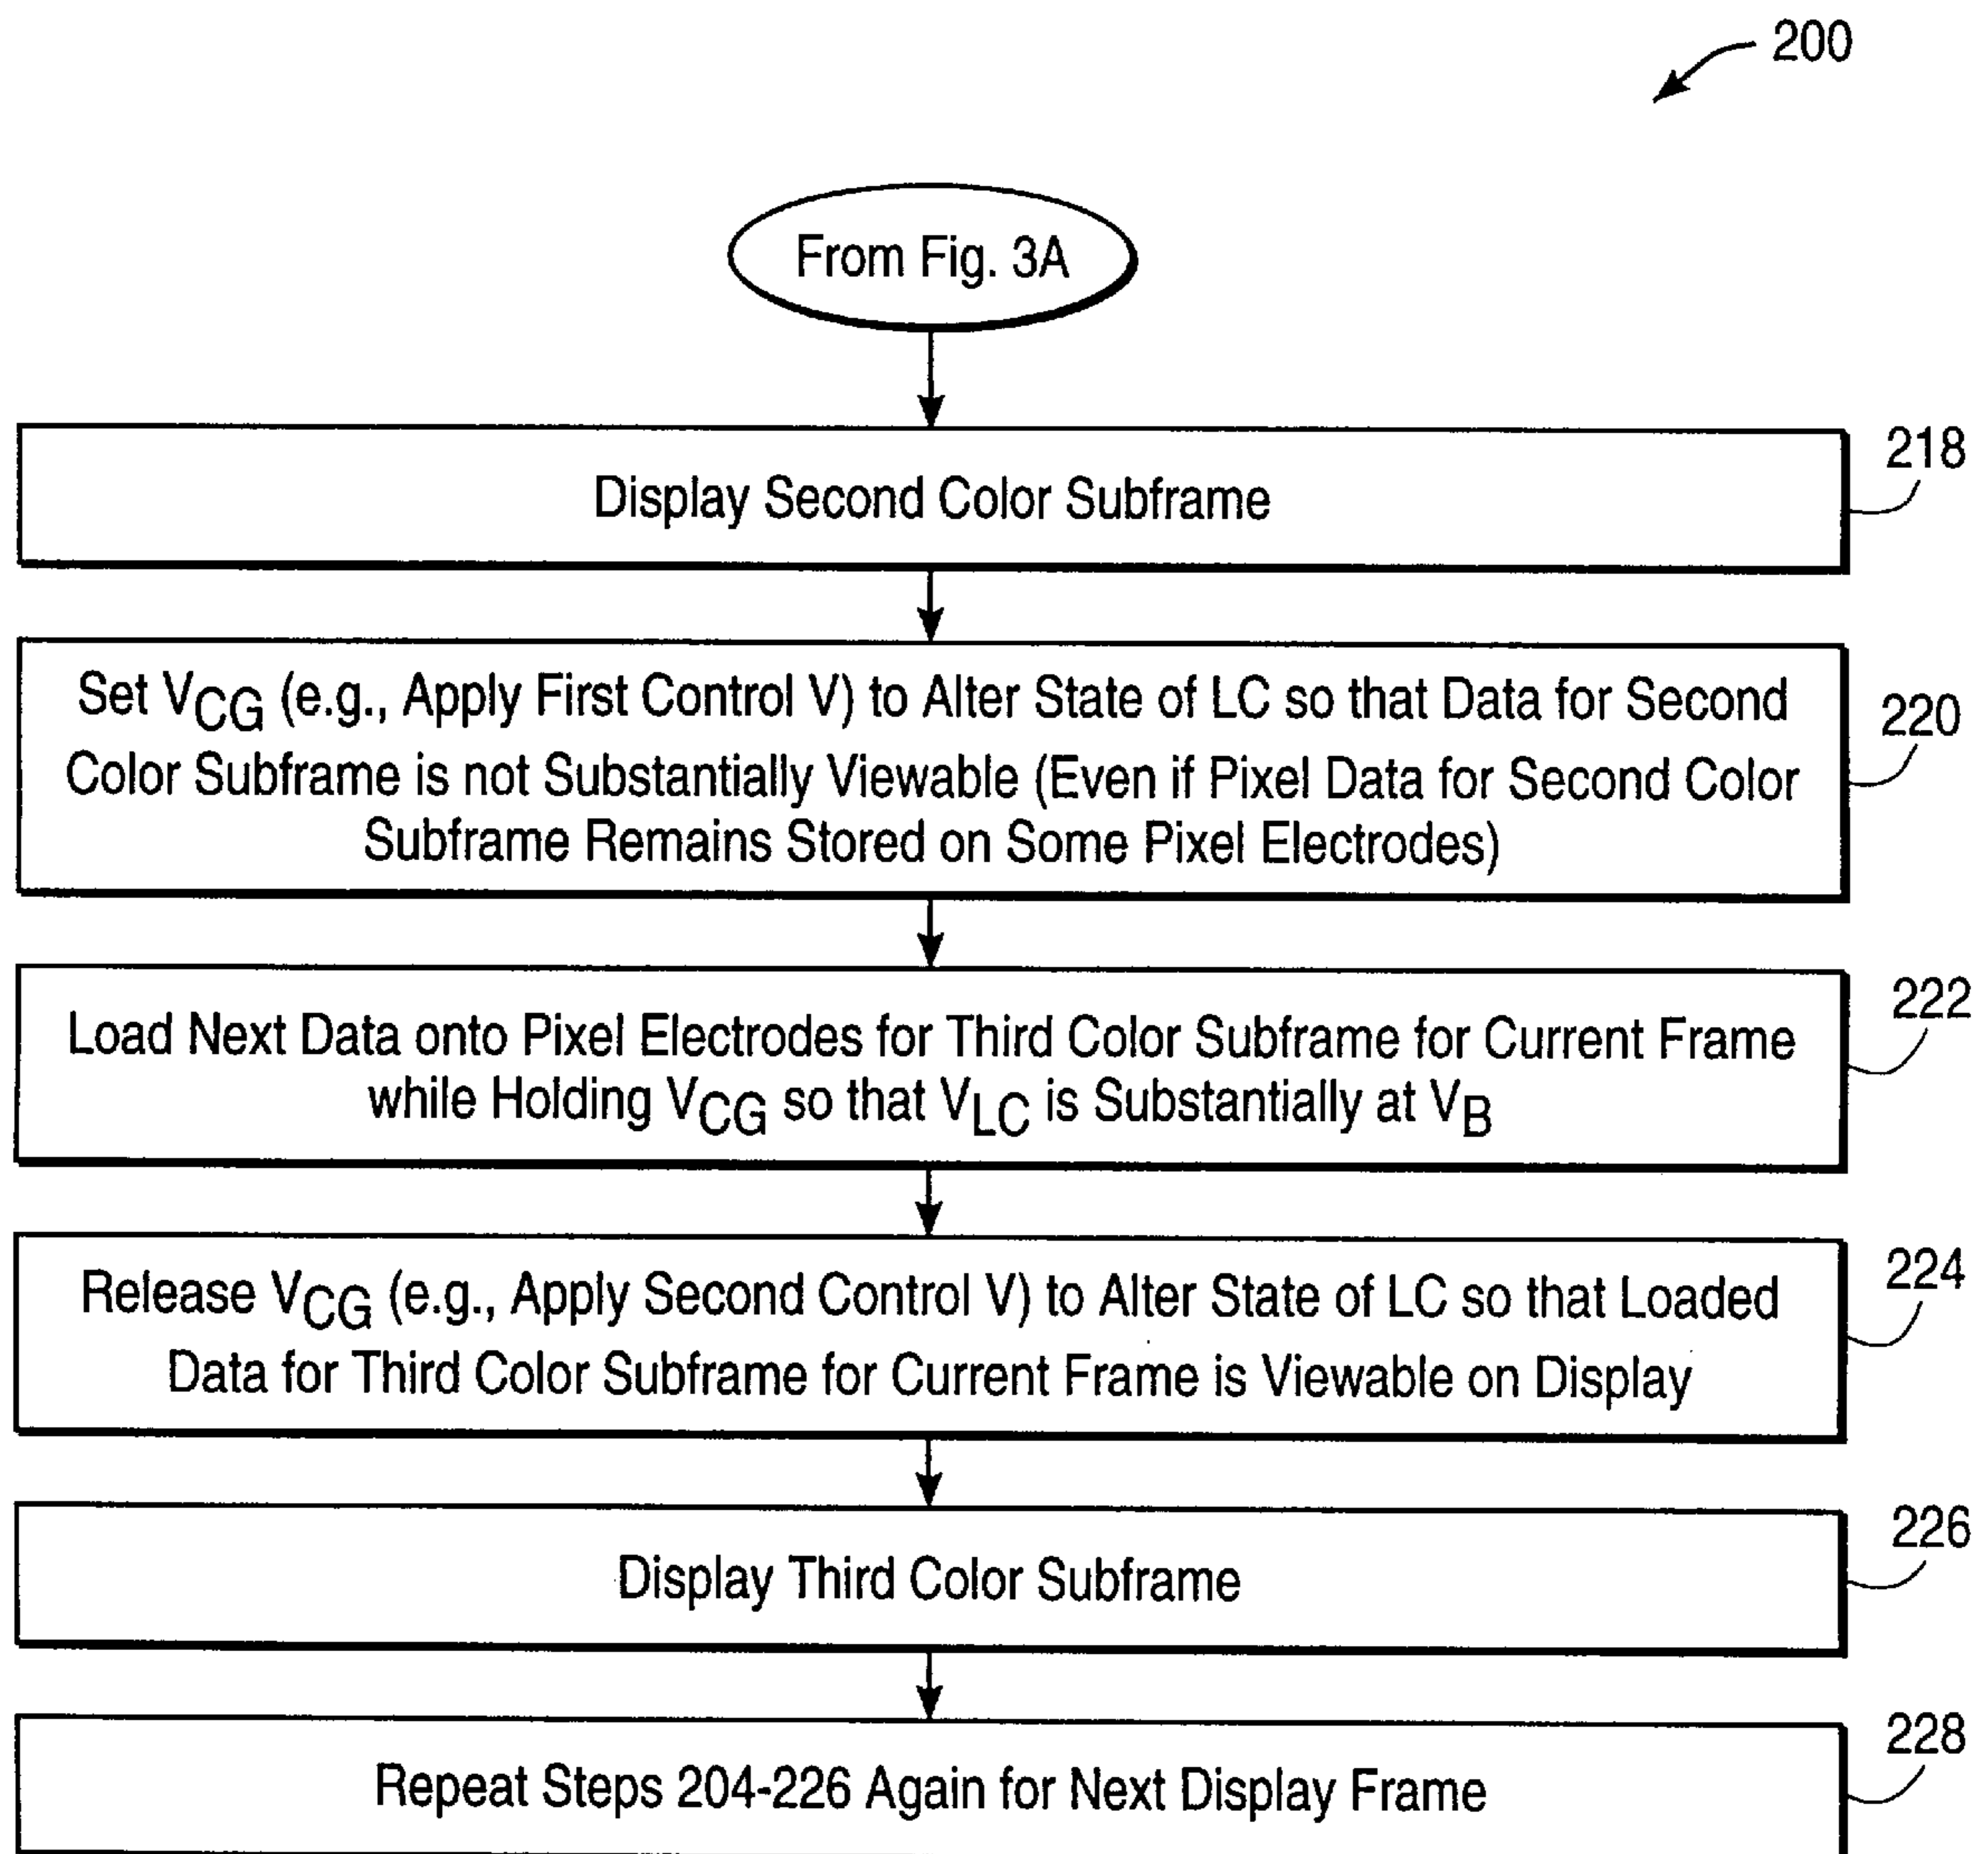 200
From Fig. 3A
218
Display Second Color Subframe
Set VCG (e.g., Apply First Control V) to Alter State of LC so that Data for Second
220
Color Subframe is not Substantially Viewable (Even if Pixel Data for Second Color
Subframe Remains Stored on Some Pixel Electrodes)
222
Load Next Data onto Pixel Electrodes for Third Color Subframe for Current Frame
while Holding VCG so that VLC is Substantially at VB
224
Release VCG (e.g., Apply Second Control V) to Alter State of LC so that Loaded
Data for Third Color Subframe for Current Frame is Viewable on Display
226
Display Third Color Subframe
228
Repeat Steps 204-226 Again for Next Display Frame